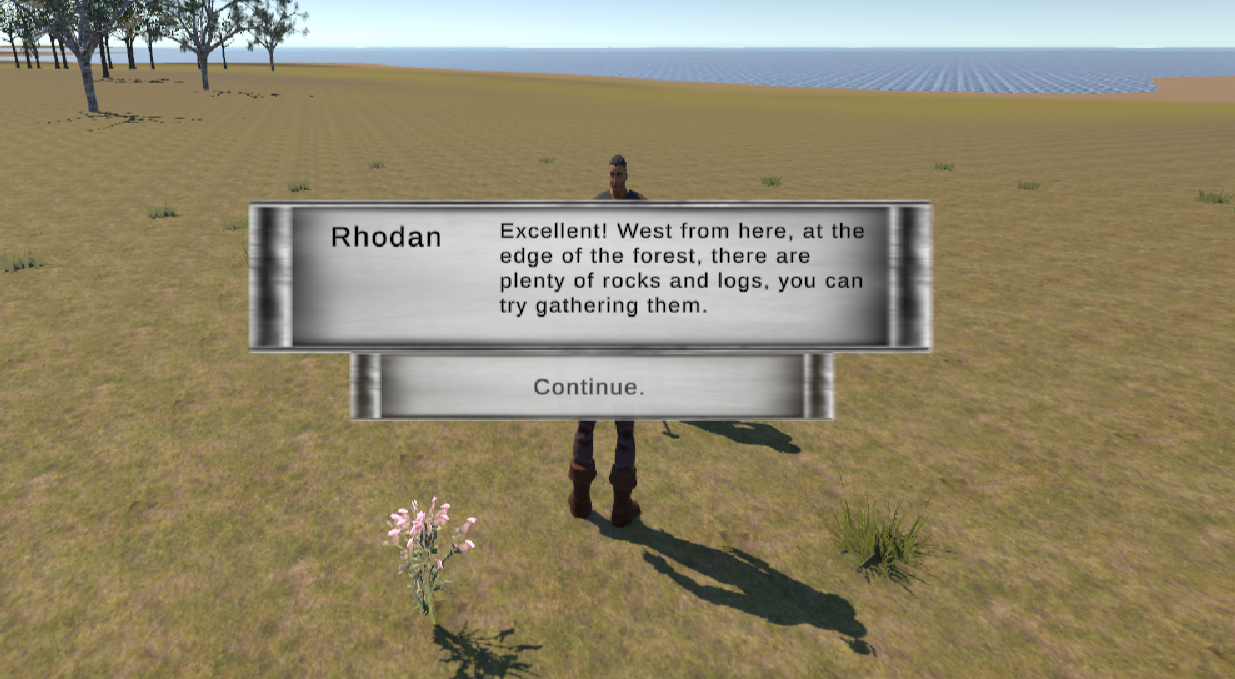 Rhodan
Excellent! West from here, at the
edge of the forest, there are
plenty of rocks and logs, you can
try gathering them.
Continue.